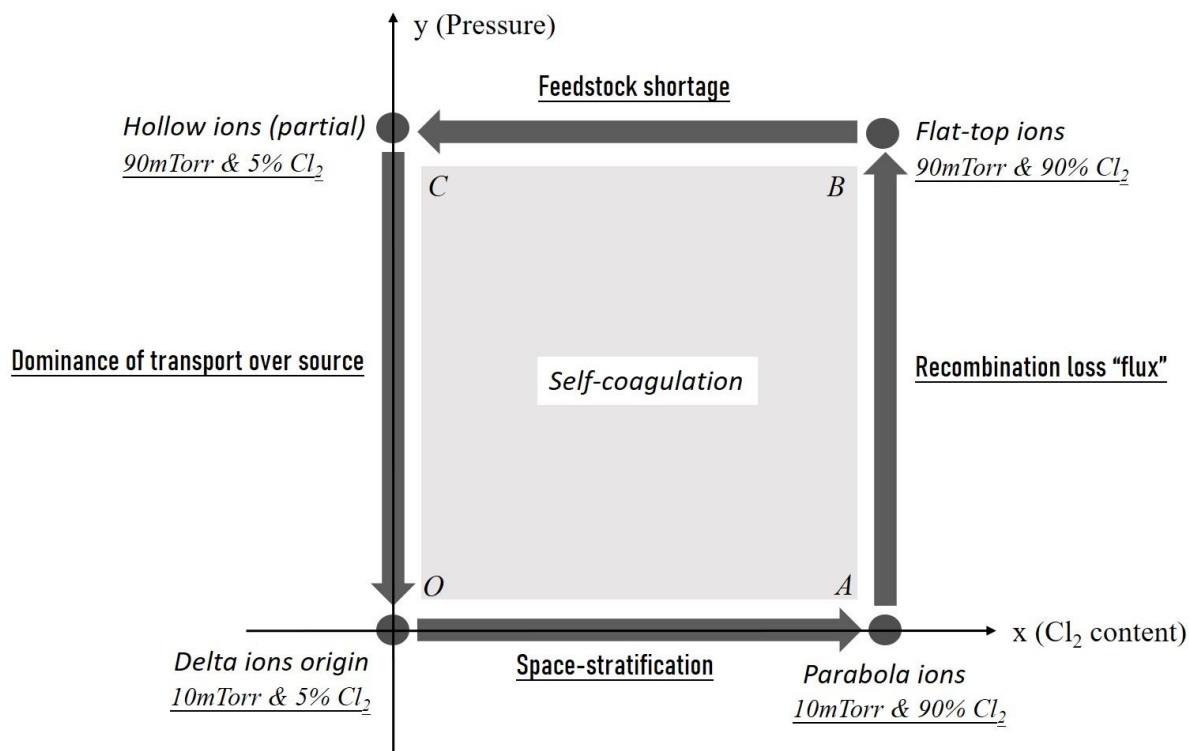 y (Pressure)
Feedstock shortage
Hollow ions (partial)
90mTorr & 5% Cl₂
Flat-top ions
90mTorr & 90% Cl₂
C
B
Dominance of transport over source
Self-coagulation
Recombination loss “flux”
O
A
x (Cl₂ content)
Delta ions origin
10mTorr & 5% Cl₂
Space-stratification
Parabola ions
10mTorr & 90% Cl₂